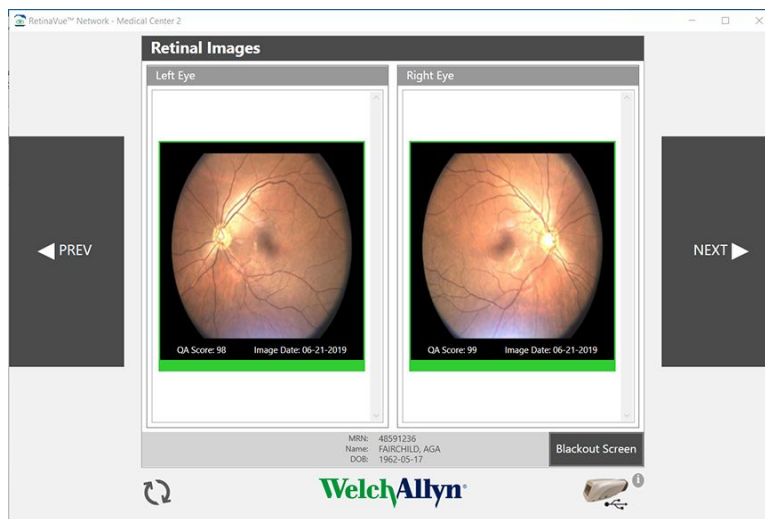 RetinaVue™ Network - Medical Center 2
Retinal Images
Left Eye
Right Eye
PREV
NEXT
QA Score: 98 Image Date: 06-21-2019
QA Score: 99 Image Date: 06-21-2019
MRN: 48591236
Name: FAIRCHILD, AGA
DOB: 1962-05-17
Blackout Screen
WelchAllyn®
i